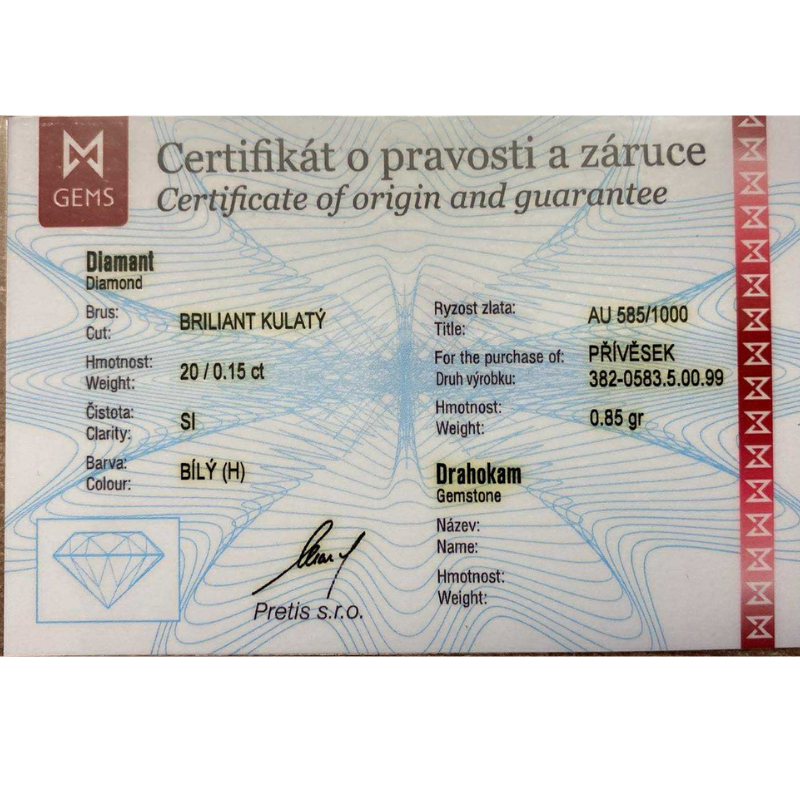 GEMS
Certifikát o pravosti a záruce
Certificate of origin and guarantee
Diamant
Diamond
Brus:
Cut:
BRILIANT KULATÝ
Hmotnost:
Weight:
20 / 0.15 ct
Čistota:
Clarity:
SI
Barva:
Colour:
BÍLÝ (H)
Pretis s.r.o.
Ryzost zlata:
Title:
AU 585/1000
For the purchase of:
Druh výrobku:
PŘÍVĚSEK
382-0583.5.00.99
Hmotnost:
Weight:
0.85 gr
Drahokam
Gemstone
Název:
Name:
Hmotnost:
Weight: